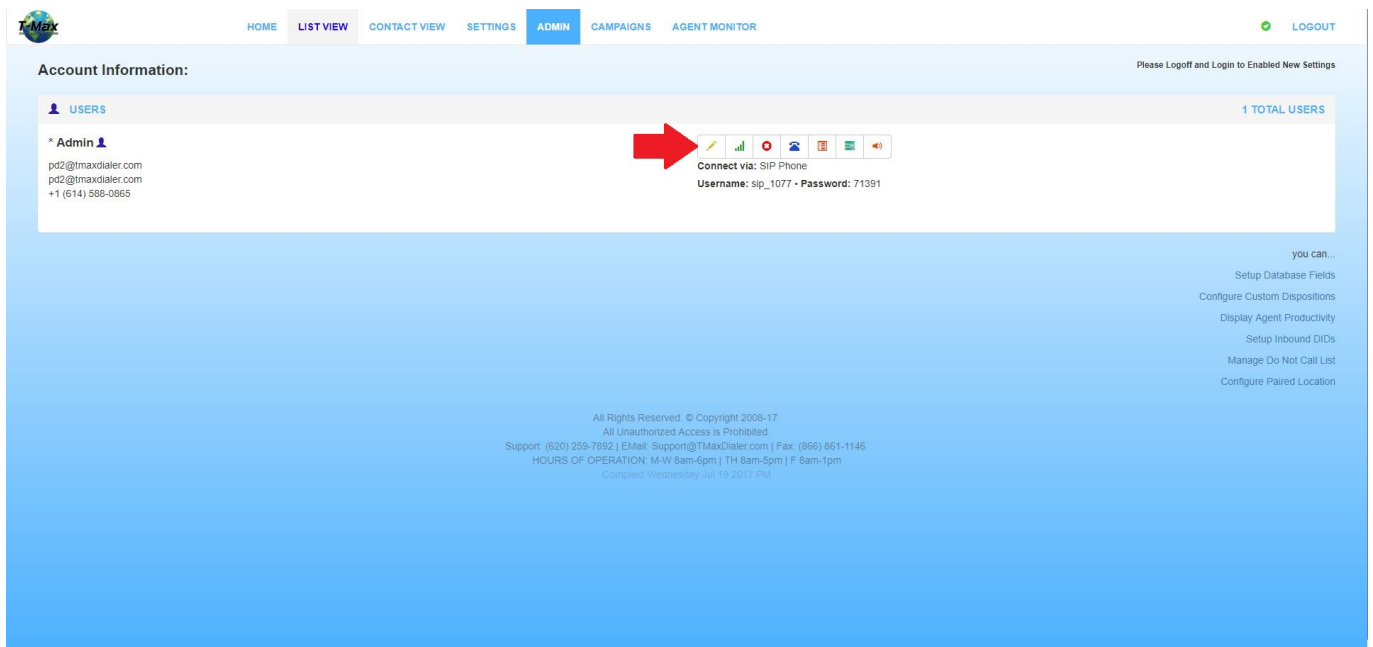 T-Max
HOME LIST VIEW CONTACT VIEW SETTINGS ADMIN CAMPAIGNS AGENT MONITOR LOGOUT
Account Information:
Please Logoff and Login to Enabled New Settings
USERS
1 TOTAL USERS
* Admin
pd2@tmaxdialer.com
pd2@tmaxdialer.com
+1 (614) 588-0865
Connect via: SIP Phone
Username: sip_1077 • Password: 71391
you can...
Setup Database Fields
Configure Custom Dispositions
Display Agent Productivity
Setup Inbound DIDs
Manage Do Not Call List
Configure Paired Location
All Rights Reserved. © Copyright 2008-17.
All Unauthorized Access is Prohibited.
Support: (620) 259-7892 | EMail: Support@TMaxDialer.com | Fax: (866) 861-1146
HOURS OF OPERATION: M-W 8am-6pm | TH 8am-5pm | F 8am-1pm
Compiled Wednesday Jul 19 2017 PM